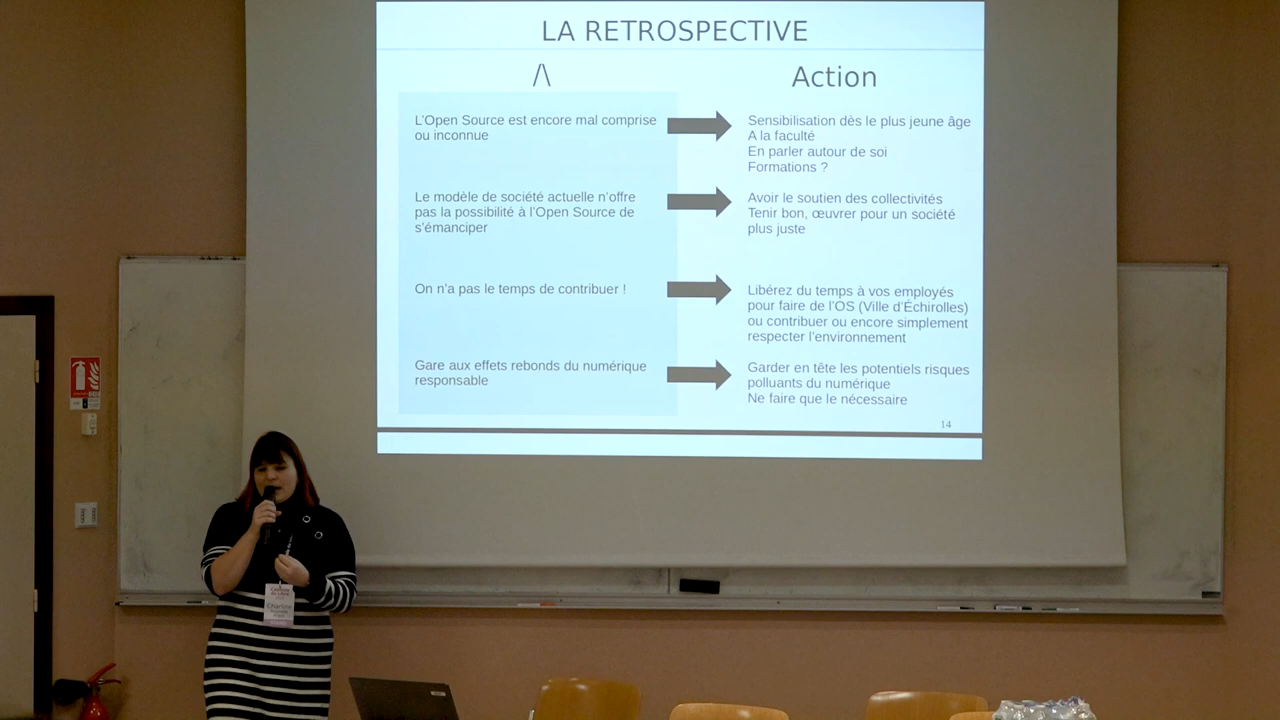 LA RETROSPECTIVE
/\
Action
L'Open Source est encore mal comprise
ou inconnue
Sensibilisation dès le plus jeune âge
A la faculté
En parler autour de soi
Formations ?
Le modèle de société actuelle n'offre
pas la possibilité à l'Open Source de
s'émanciper
Avoir le soutien des collectivités
Tenir bon, œuvrer pour un société
plus juste
On n'a pas le temps de contribuer !
Libérez du temps à vos employés
pour faire de l'OS (Ville d'Échirolles)
ou contribuer ou encore simplement
respecter l'environnement
Gare aux effets rebonds du numérique
responsable
Garder en tête les potentiels risques
polluants du numérique
Ne faire que le nécessaire
14
Capitole
du Libre
Charline